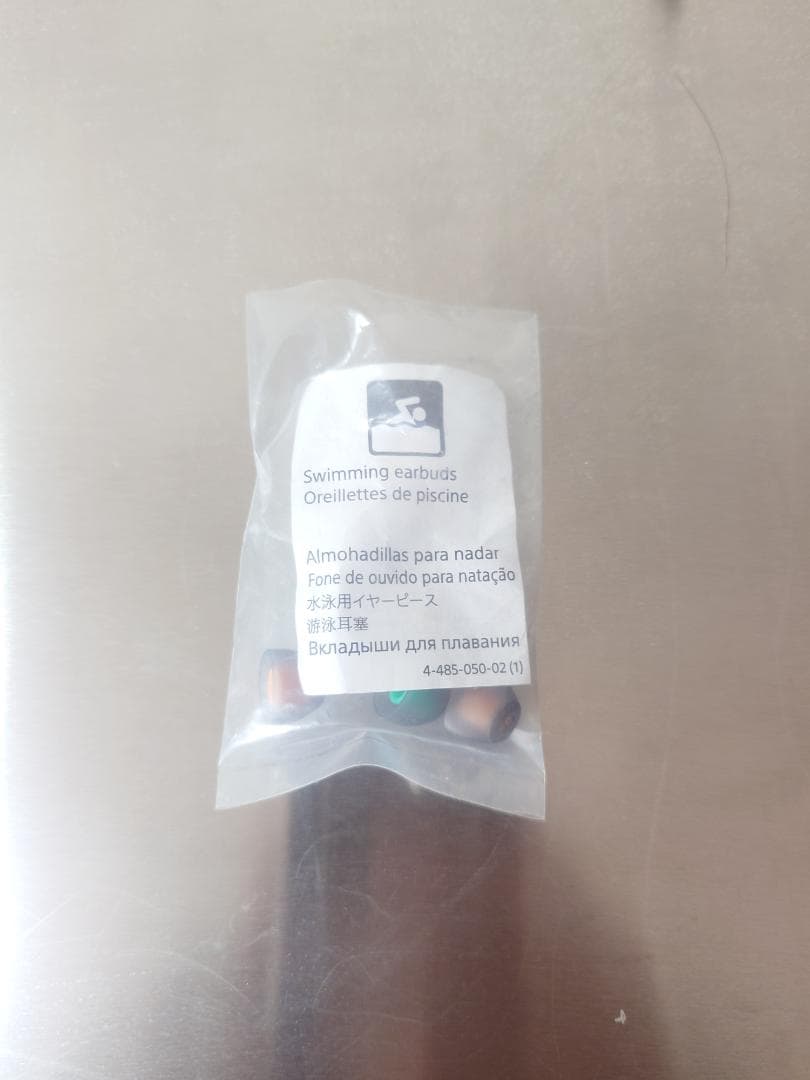 Swimming earbuds
Oreillettes de piscine
Almohadillas para nadar
Fone de ouvido para natação
水泳用イヤーピース
游泳耳塞
Вкладыши для плавания
4-485-050-02 (1)